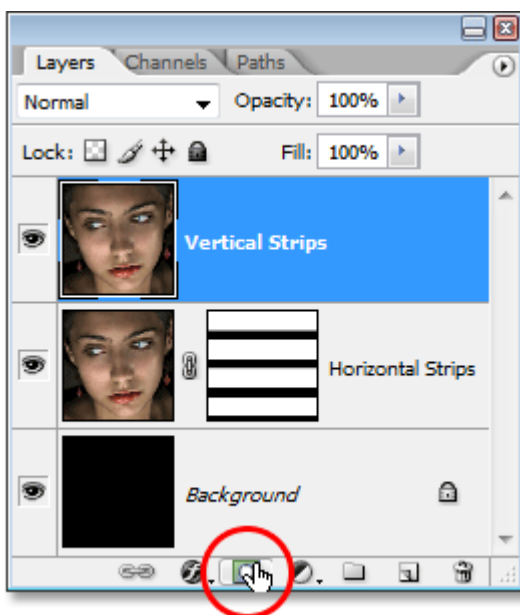 Layers Channels Paths
Normal Opacity: 100%
Lock: Fill: 100%
Vertical Strips
Horizontal Strips
Background